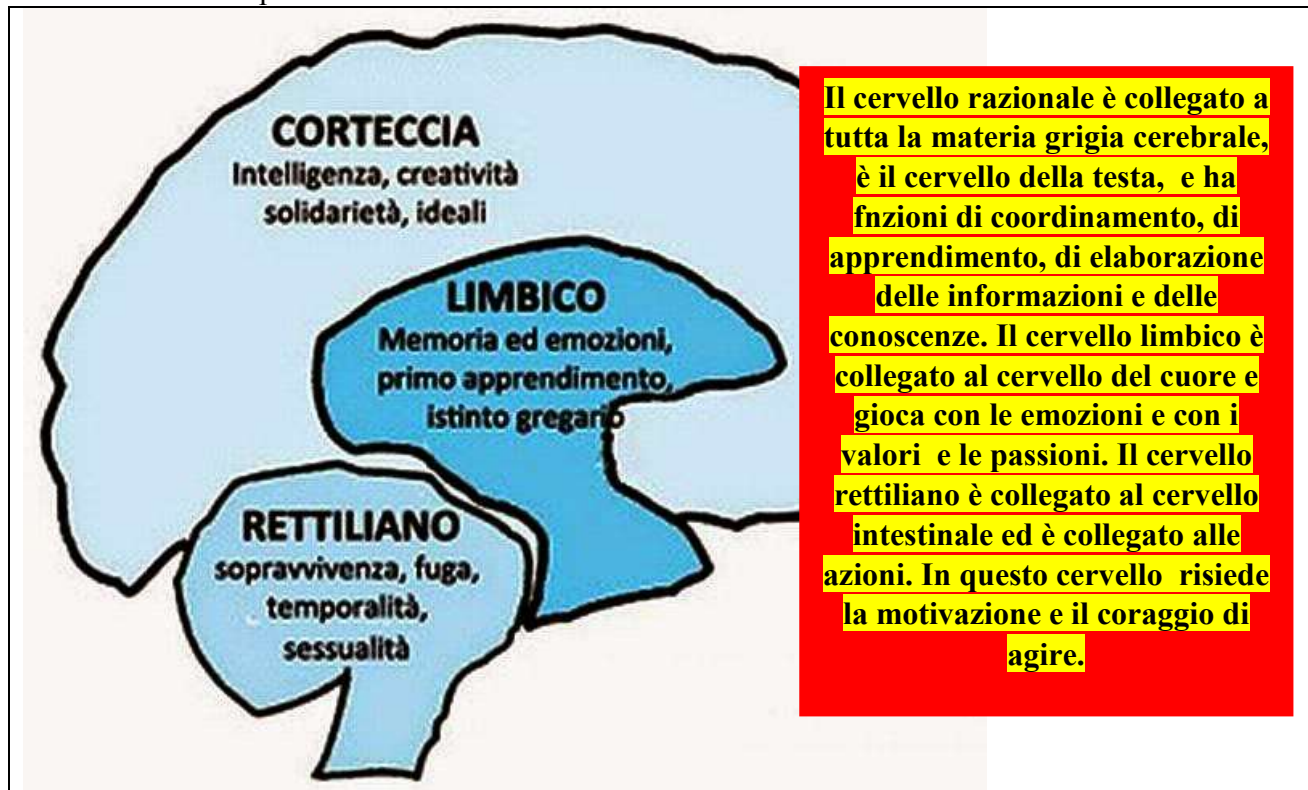 CORTECCIA
Intelligenza, creatività
solidarietà, ideali
LIMBICO
Memoria ed emozioni,
primo apprendimento,
istinto gregario
RETTILIANO
sopravvivenza, fuga,
temporalità,
sessualità
Il cervello razionale è collegato a
tutta la materia grigia cerebrale,
è il cervello della testa, e ha
fnzioni di coordinamento, di
apprendimento, di elaborazione
delle informazioni e delle
conoscenze. Il cervello limbico è
collegato al cervello del cuore e
gioca con le emozioni e con i
valori e le passioni. Il cervello
rettiliano è collegato al cervello
intestinale ed è collegato alle
azioni. In questo cervello risiede
la motivazione e il coraggio di
agire.